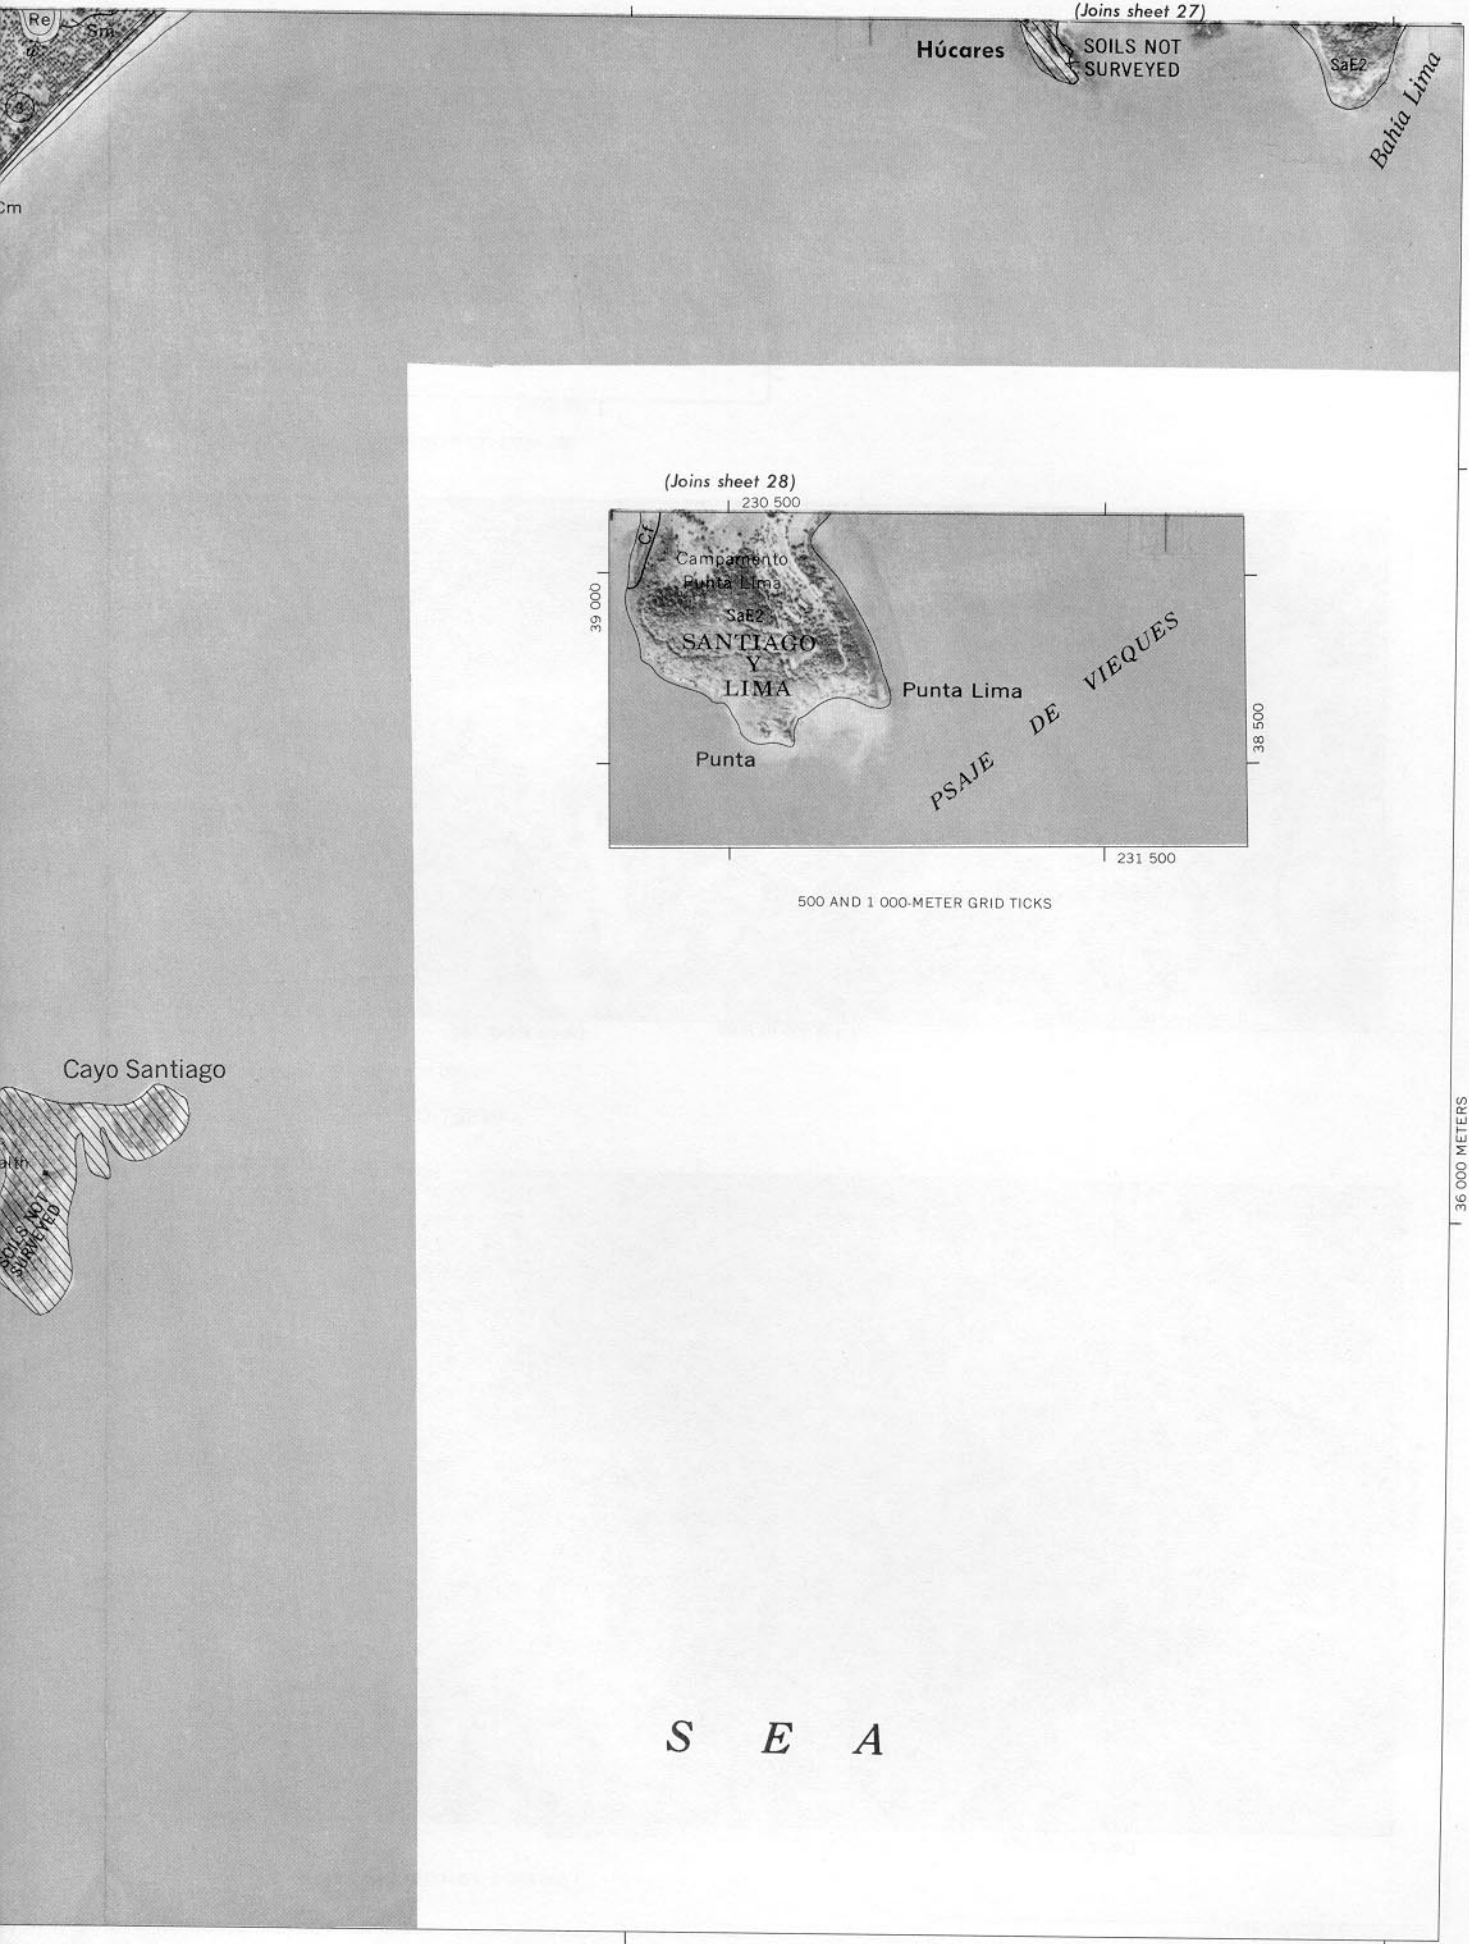 (Joins sheet 27)
Re
Sm
Húcares
SOILS NOT
SURVEYED
SaE2
Bahía Lima
Cm
(Joins sheet 28)
230 500
Cf
Campamento
Punta Lima
39 000
SaE2
SANTIAGO
Y
LIMA
Punta Lima
PSAJE DE VIEQUES
38 500
Punta
231 500
500 AND 1 000-METER GRID TICKS
Cayo Santiago
alth
SOILS NOT
SURVEYED
36 000 METERS
SEA